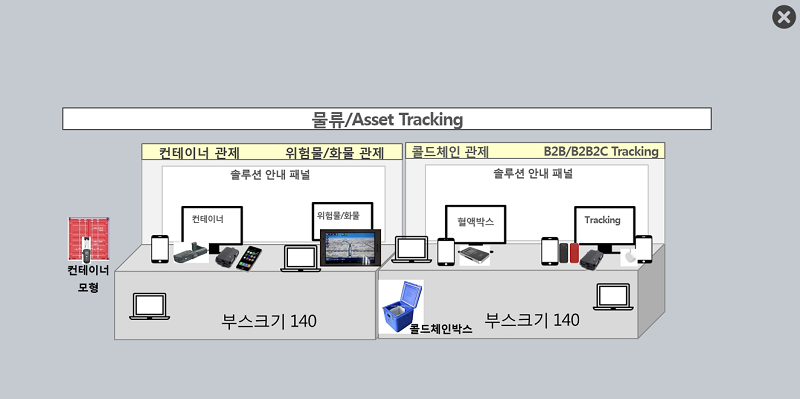 물류/Asset Tracking
컨테이너 관제
위험물/화물 관제
콜드체인 관제
B2B/B2B2C Tracking
솔루션 안내 패널
솔루션 안내 패널
컨테이너
위험물/화물
혈액박스
Tracking
컨테이너
모형
부스크기 140
콜드체인박스
부스크기 140